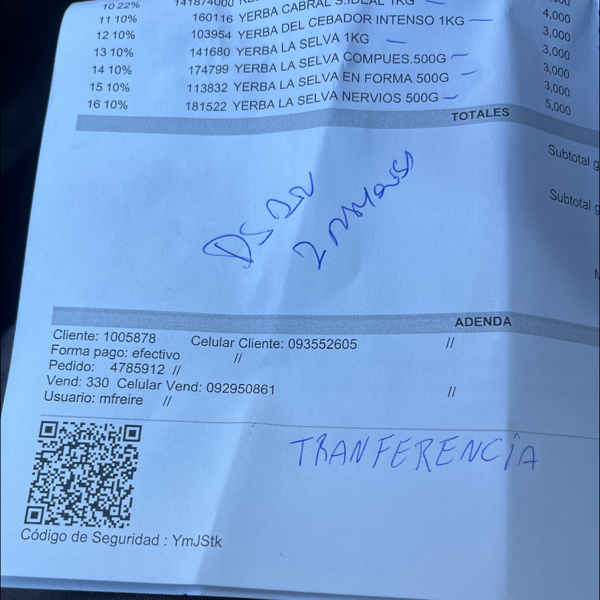 10 22% 141874000
11 10% 160116 YERBA CABRAL S.IDEAL 1KG 4,000
12 10% 103954 YERBA DEL CEBADOR INTENSO 1KG 3,000
13 10% 141680 YERBA LA SELVA 1KG 3,000
14 10% 174799 YERBA LA SELVA COMPUES.500G 3,000
15 10% 113832 YERBA LA SELVA EN FORMA 500G 3,000
16 10% 181522 YERBA LA SELVA NERVIOS 500G 5,000
TOTALES
Subtotal g
Subtotal g
ADENDA
Cliente: 1005878 Celular Cliente: 093552605 //
Forma pago: efectivo //
Pedido: 4785912 //
Vend: 330 Celular Vend: 092950861 //
Usuario: mfreire //
TRANFERENCIA
Código de Seguridad : YmJStk